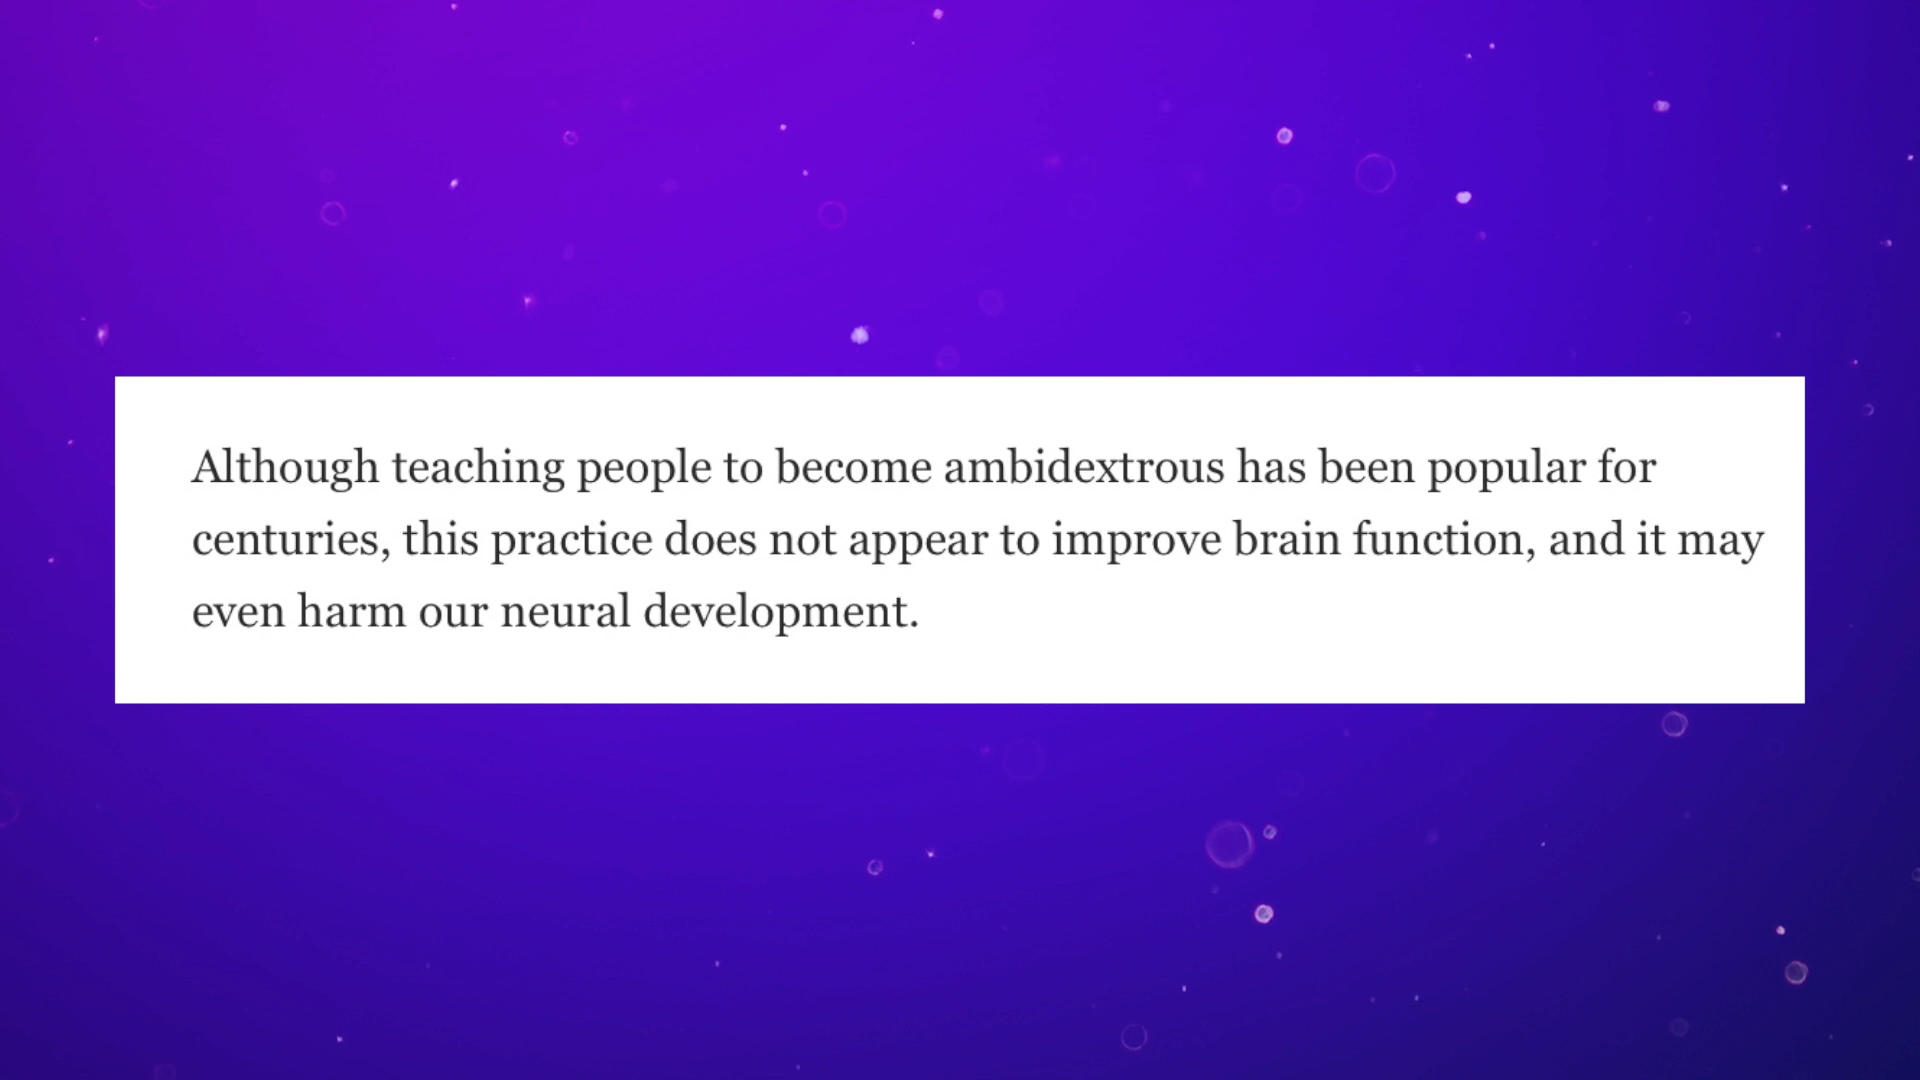 Although teaching people to become ambidextrous has been popular for
centuries, this practice does not appear to improve brain function, and it may
even harm our neural development.